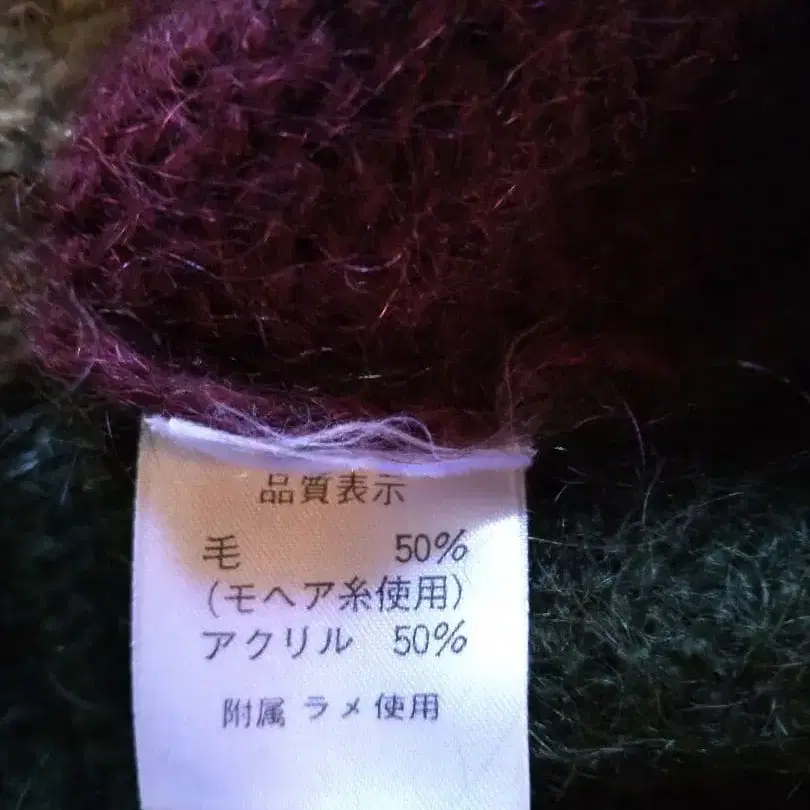 品質表示
毛 50%
(モヘア糸使用)
アクリル 50%
附属 ラメ使用